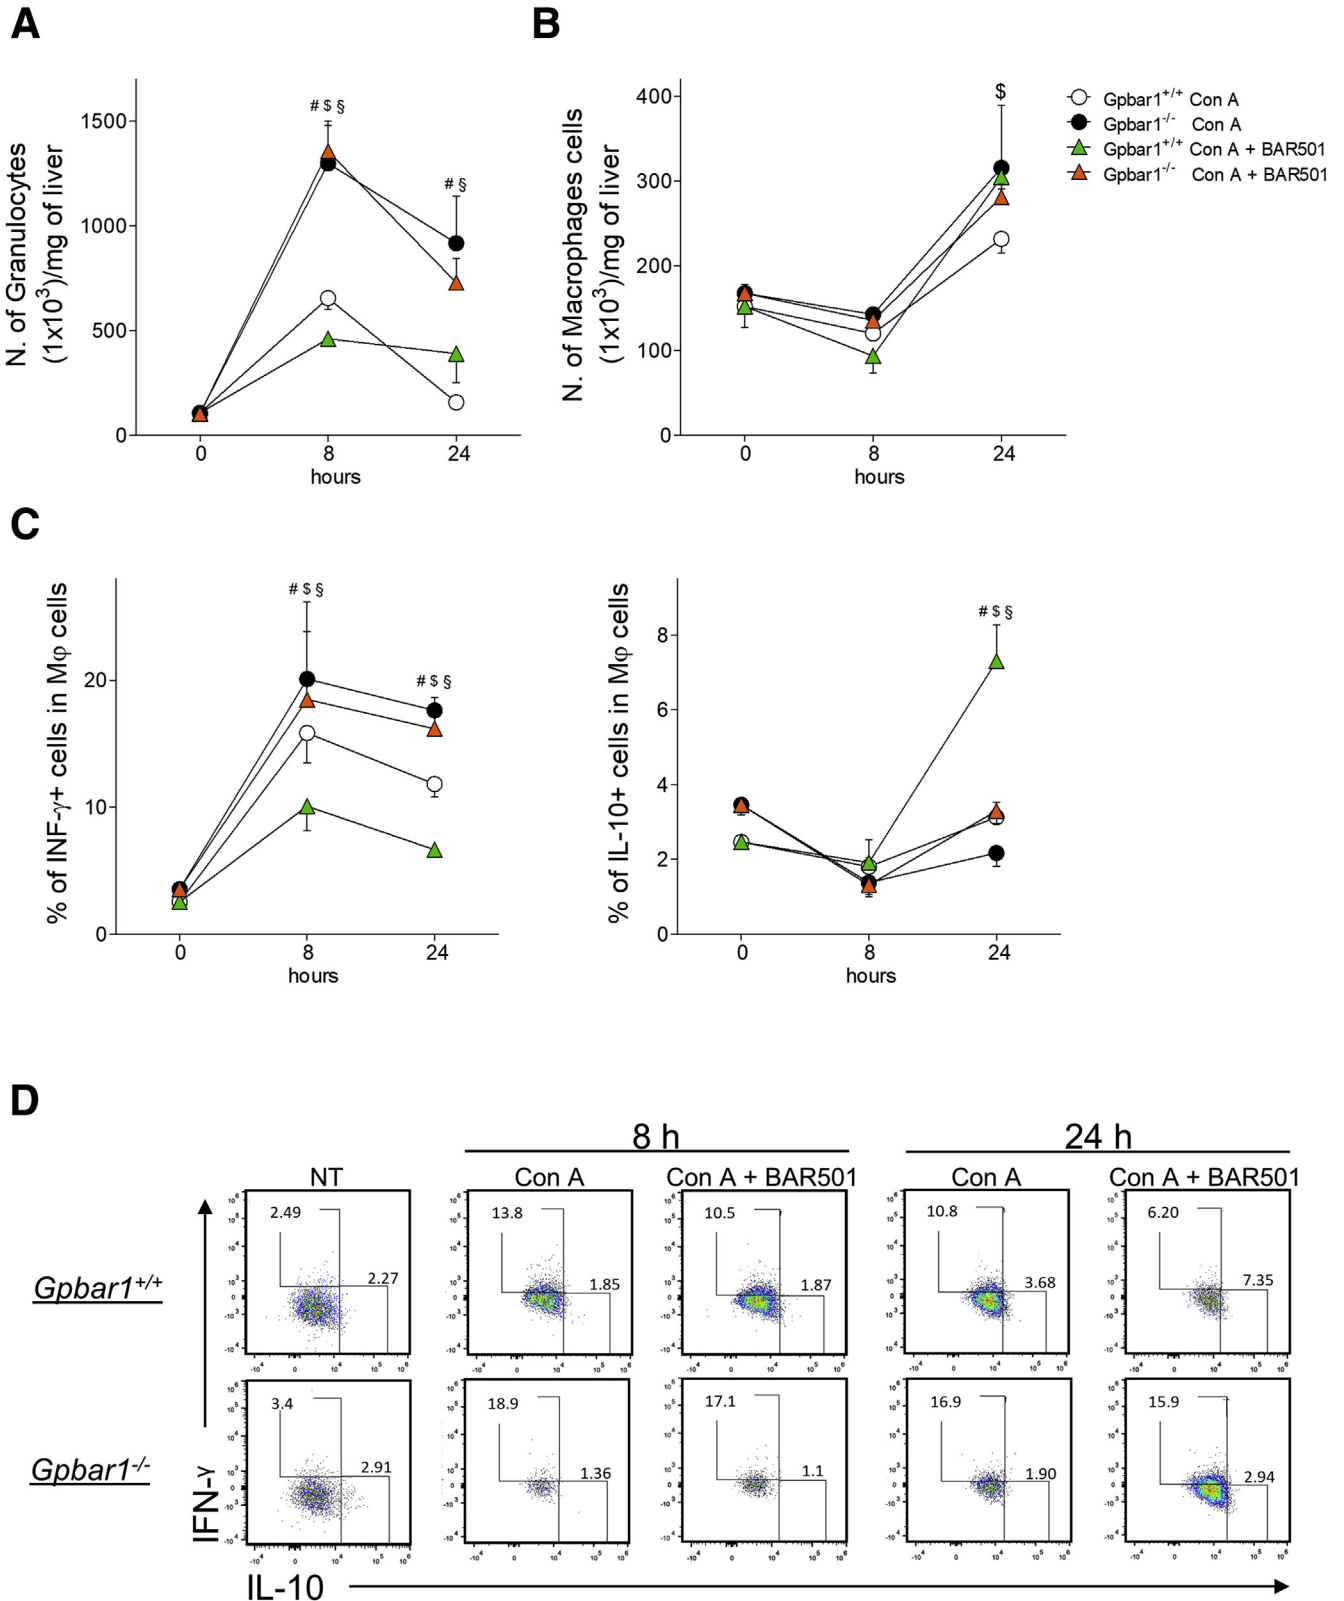 A
B
N. of Granulocytes
(1x10³)/mg of liver
1500
1000
500
0
# $ §
# §
0 8 24
hours
N. of Macrophages cells
(1x10³)/mg of liver
400
300
200
100
0
$
0 8 24
hours
Gpbar1+/+ Con A
Gpbar1-/- Con A
Gpbar1+/+ Con A + BAR501
Gpbar1-/- Con A + BAR501
C
% of INF-γ+ cells in Mφ cells
20
10
0
# $ §
# $ §
0 8 24
hours
% of IL-10+ cells in Mφ cells
8
6
4
2
0
# $ §
0 8 24
hours
D
8 h 24 h
NT Con A Con A + BAR501 Con A Con A + BAR501
Gpbar1+/+
2.49 13.8 10.5 10.8 6.20
2.27 1.85 1.87 3.68 7.35
Gpbar1-/-
3.4 18.9 17.1 16.9 15.9
2.91 1.36 1.1 1.90 2.94
IFN-γ
IL-10